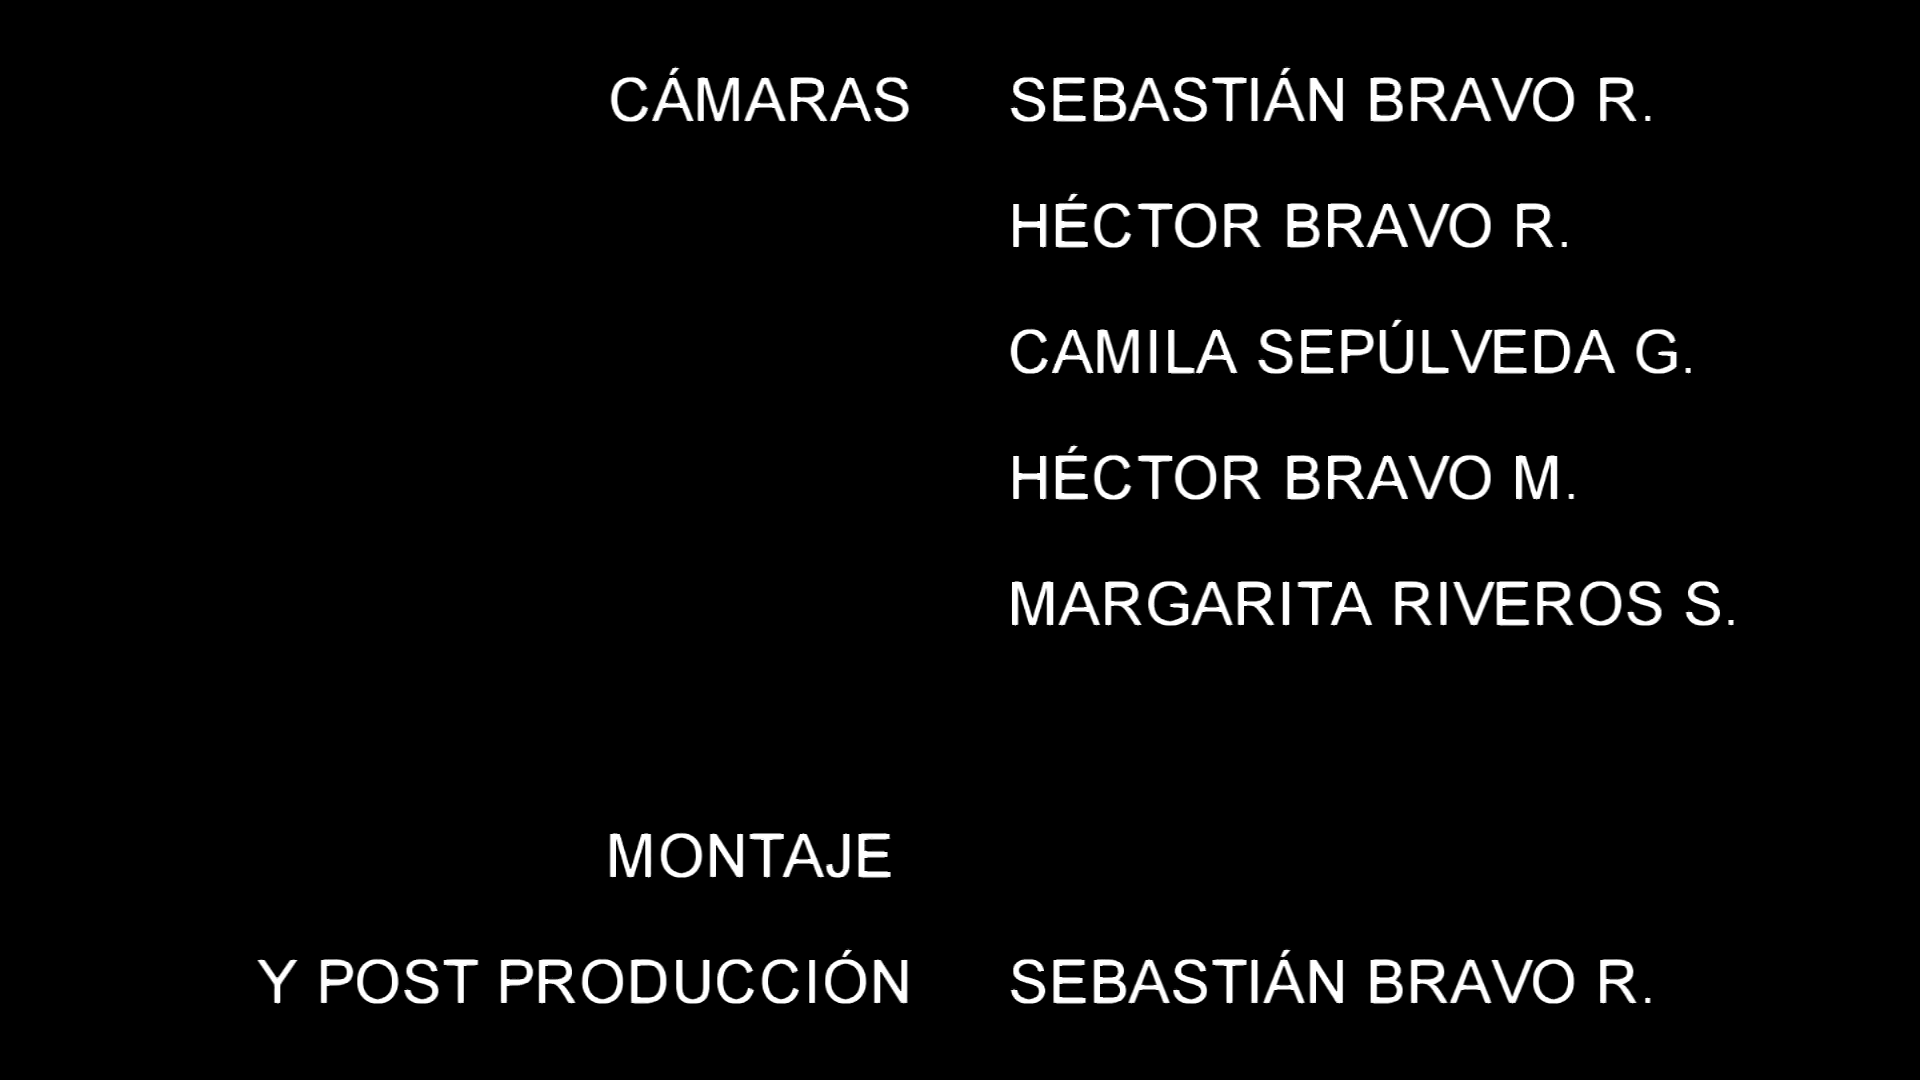 CÁMARAS SEBASTIÁN BRAVO R.
HÉCTOR BRAVO R.
CAMILA SEPÚLVEDA G.
HÉCTOR BRAVO M.
MARGARITA RIVEROS S.
MONTAJE
Y POST PRODUCCIÓN SEBASTIÁN BRAVO R.